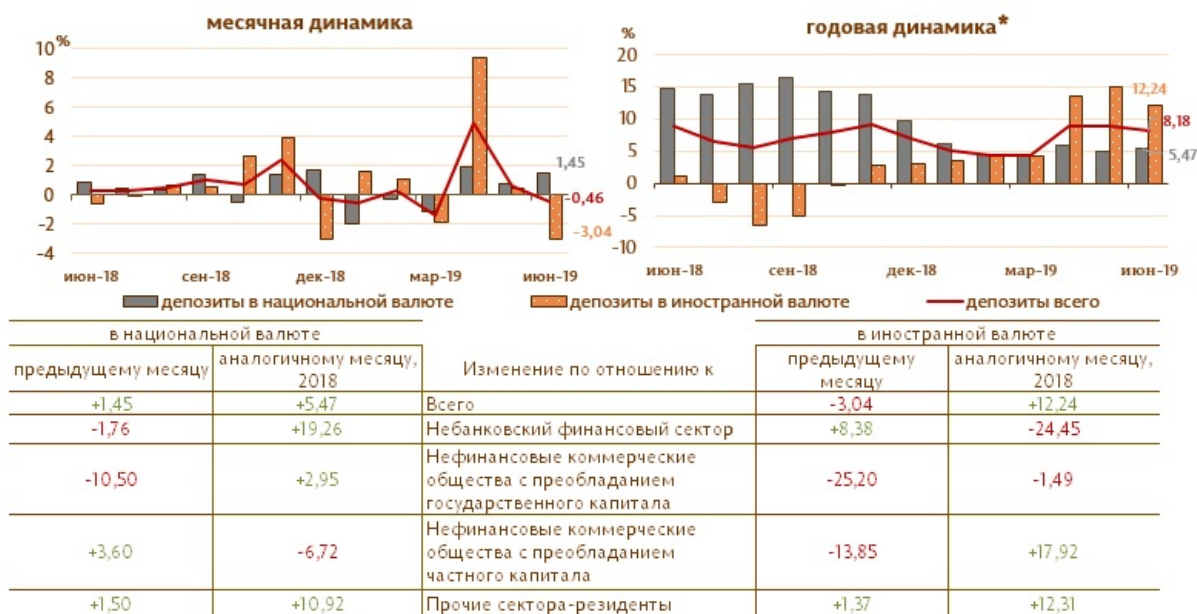 месячная динамика
%
10
8
6
4
2
0
-2
-4
1,45
-0,46
-3,04
июн-18 сен-18 дек-18 мар-19 июн-19
годовая динамика*
%
20
15
10
5
0
-5
-10
12,24
8,18
5,47
июн-18 сен-18 дек-18 мар-19 июн-19
депозиты в национальной валюте депозиты в иностранной валюте депозиты всего
в национальной валюте в иностранной валюте
предыдущему месяцу аналогичному месяцу, 2018 Изменение по отношению к предыдущему месяцу аналогичному месяцу, 2018
+1,45 +5,47 Всего -3,04 +12,24
-1,76 +19,26 Небанковский финансовый сектор +8,38 -24,45
Нефинансовые коммерческие
-10,50 +2,95 общества с преобладанием -25,20 -1,49
государственного капитала
Нефинансовые коммерческие
+3,60 -6,72 общества с преобладанием -13,85 +17,92
частного капитала
+1,50 +10,92 Прочие сектора-резиденты +1,37 +12,31